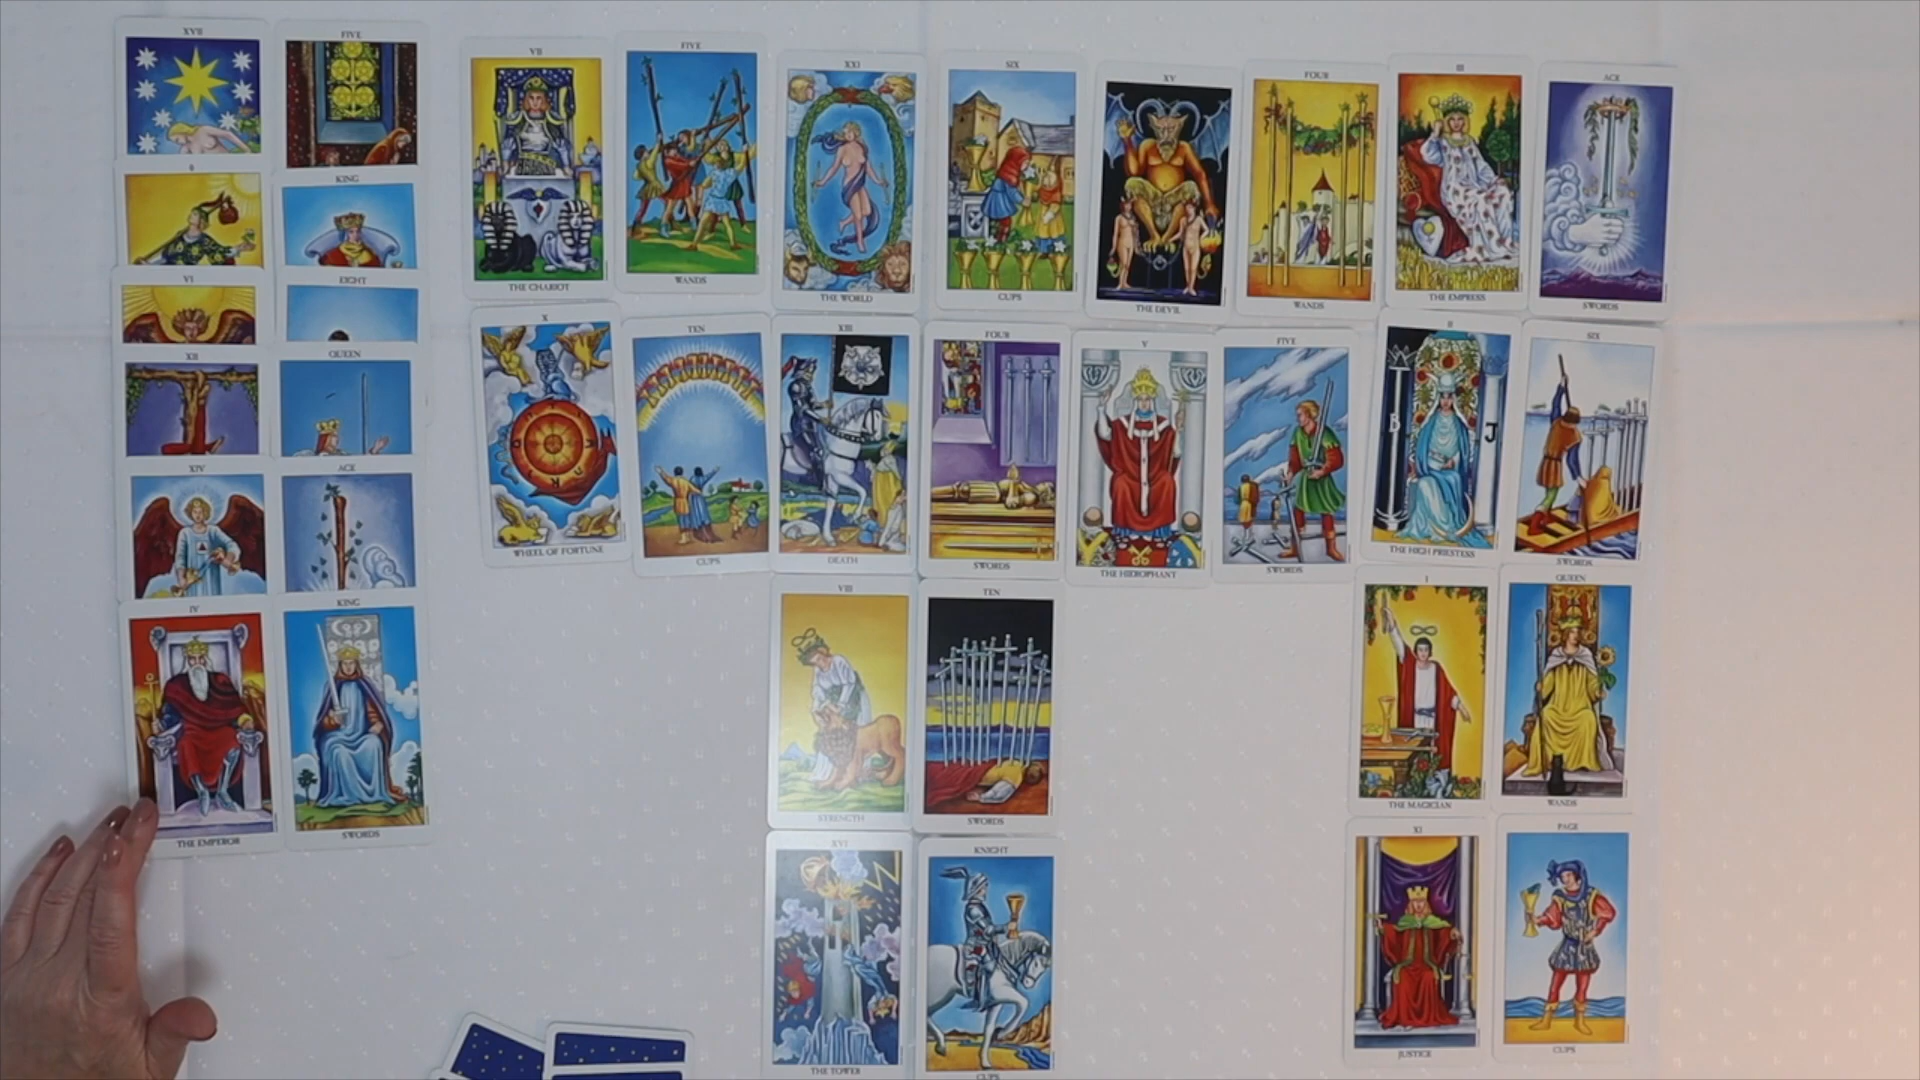 XVII
FIVE
0
KING
VI
EIGHT
XII
QUEEN
XIV
ACE
IV
THE EMPEROR
KING
SWORDS
VII
THE CHARIOT
FIVE
WANDS
XXI
THE WORLD
SIX
CUPS
XV
THE DEVIL
FOUR
WANDS
III
THE EMPRESS
ACE
SWORDS
X
WHEEL OF FORTUNE
TEN
CUPS
XIII
DEATH
FOUR
SWORDS
V
THE HIEROPHANT
FIVE
SWORDS
II
B
J
THE HIGH PRIESTESS
SIX
SWORDS
VIII
STRENGTH
TEN
SWORDS
I
THE MAGICIAN
QUEEN
WANDS
XVI
THE TOWER
KNIGHT
CUPS
XI
JUSTICE
PAGE
CUPS